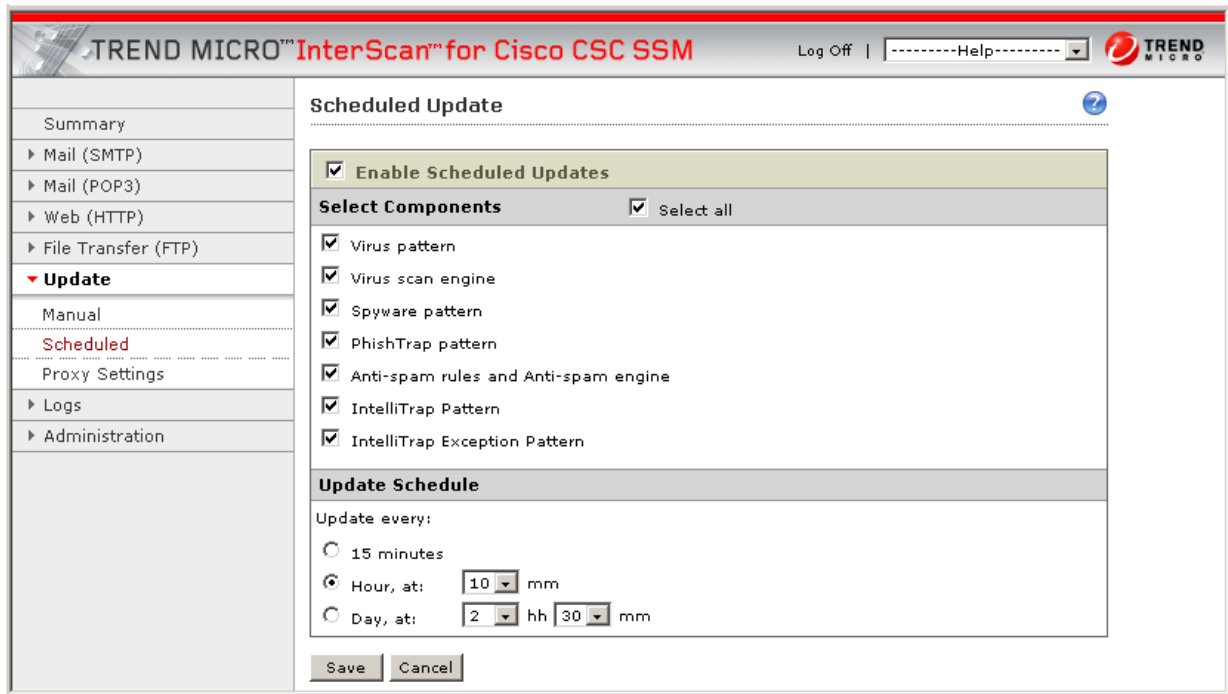 TREND MICRO™ InterScan™ for Cisco CSC SSM
Log Off | ---------Help---------
TREND MICRO
Summary
Mail (SMTP)
Mail (POP3)
Web (HTTP)
File Transfer (FTP)
Update
Manual
Scheduled
Proxy Settings
Logs
Administration
Scheduled Update
?
Enable Scheduled Updates
Select Components Select all
Virus pattern
Virus scan engine
Spyware pattern
PhishTrap pattern
Anti-spam rules and Anti-spam engine
IntelliTrap Pattern
IntelliTrap Exception Pattern
Update Schedule
Update every:
15 minutes
Hour, at: 10 mm
Day, at: 2 hh 30 mm
Save Cancel